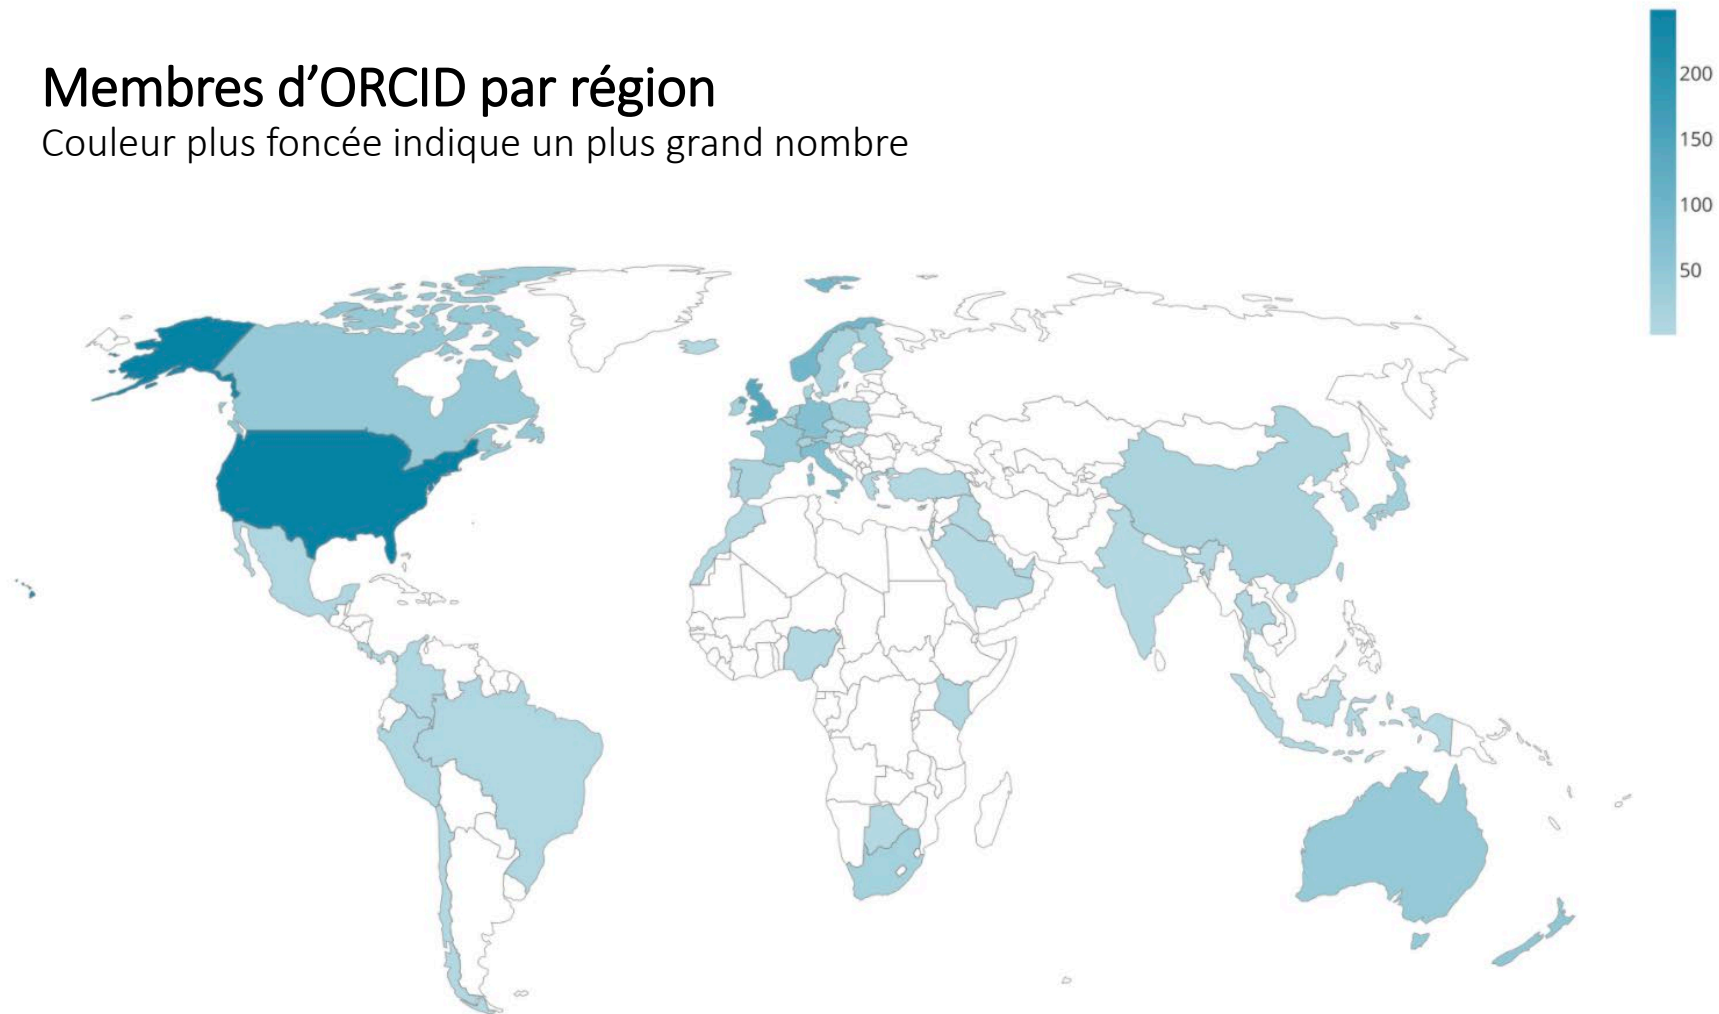 Membres d’ORCID par région
Couleur plus foncée indique un plus grand nombre
200
150
100
50